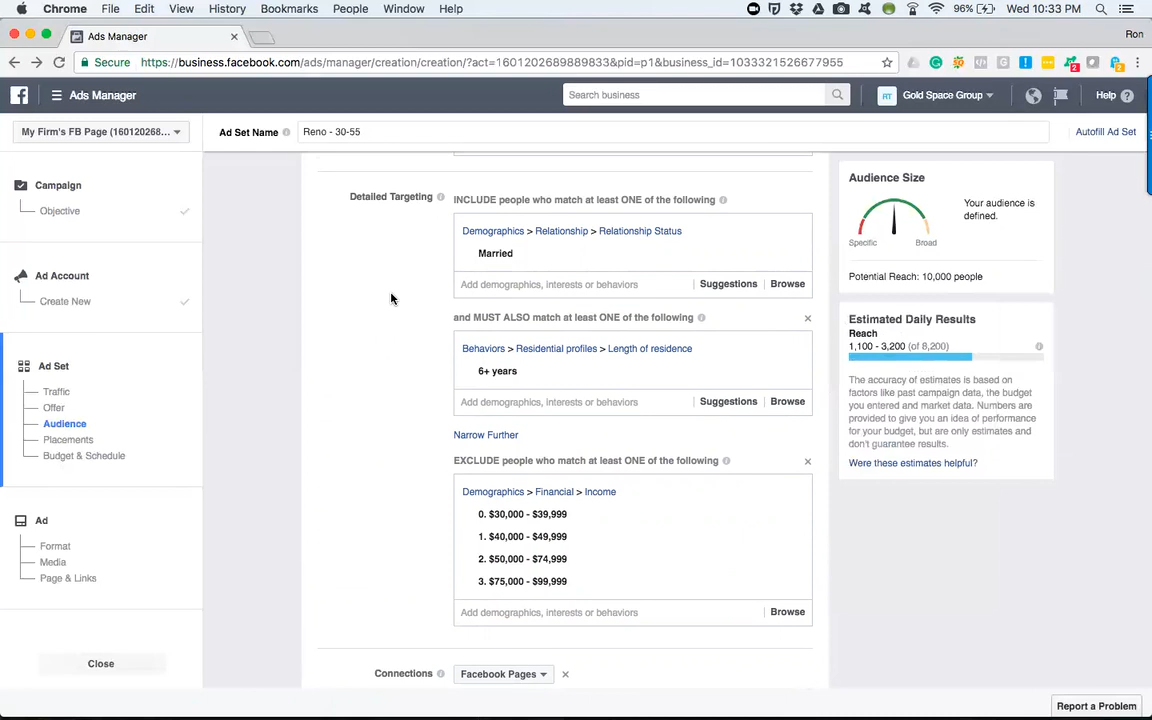 Chrome File Edit View History Bookmarks People Window Help 96% Wed 10:33 PM
Ads Manager Ron
Secure https://business.facebook.com/ads/manager/creation/creation/?act=1601202689889833&pid=p1&business_id=1033321526677955
Ads Manager Search business RT Gold Space Group Help
My Firm's FB Page (160120268... Ad Set Name Reno - 30-55 Autofill Ad Set
Campaign
Objective
Ad Account
Create New
Ad Set
Traffic
Offer
Audience
Placements
Budget & Schedule
Ad
Format
Media
Page & Links
Close
Detailed Targeting INCLUDE people who match at least ONE of the following
Demographics > Relationship > Relationship Status
Married
Add demographics, interests or behaviors Suggestions Browse
and MUST ALSO match at least ONE of the following
Behaviors > Residential profiles > Length of residence
6+ years
Add demographics, interests or behaviors Suggestions Browse
Narrow Further
EXCLUDE people who match at least ONE of the following
Demographics > Financial > Income
0. $30,000 - $39,999
1. $40,000 - $49,999
2. $50,000 - $74,999
3. $75,000 - $99,999
Add demographics, interests or behaviors Browse
Connections Facebook Pages
Audience Size
Your audience is
defined.
Specific Broad
Potential Reach: 10,000 people
Estimated Daily Results
Reach
1,100 - 3,200 (of 8,200)
The accuracy of estimates is based on
factors like past campaign data, the budget
you entered and market data. Numbers are
provided to give you an idea of performance
for your budget, but are only estimates and
don't guarantee results.
Were these estimates helpful?
Report a Problem